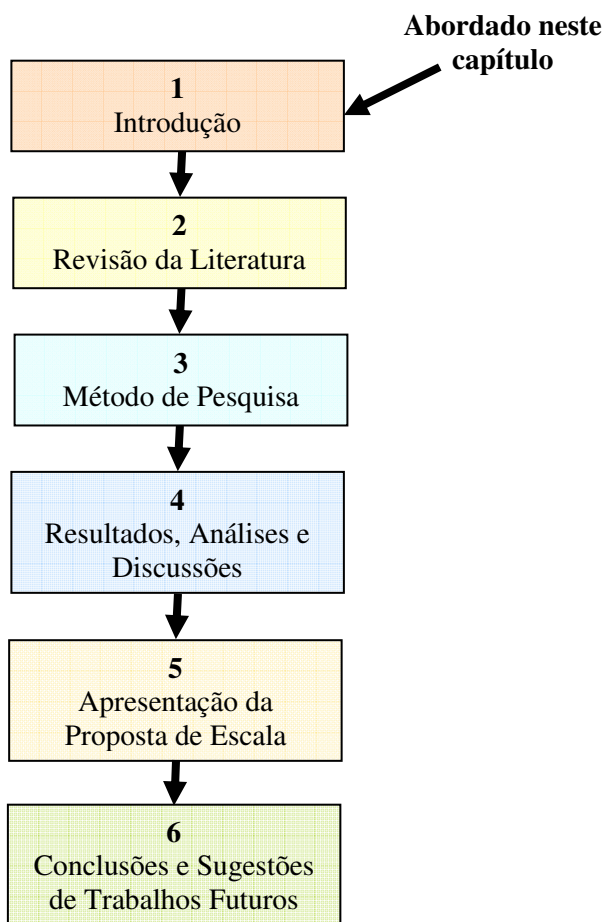 Abordado neste
capítulo
1
Introdução
2
Revisão da Literatura
3
Método de Pesquisa
4
Resultados, Análises e
Discussões
5
Apresentação da
Proposta de Escala
6
Conclusões e Sugestões
de Trabalhos Futuros